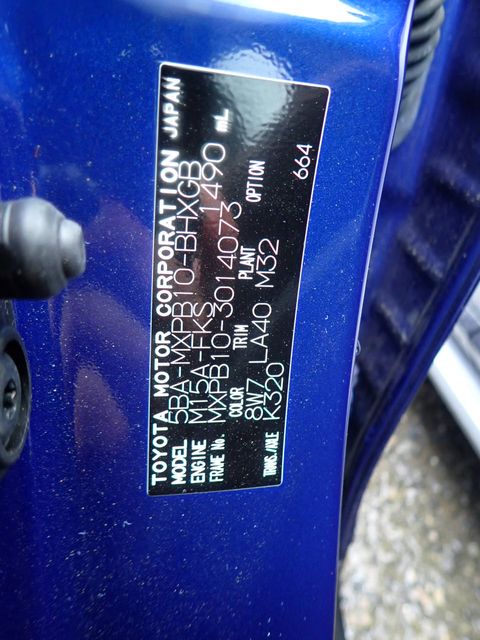 TOYOTA MOTOR CORPORATION JAPAN
MODEL 5BA-MXPB10-BHXGB
ENGINE M15A-FKS 1490 mL
FRAME No. MXPB10-3014073
COLOR TRIM PLANT OPTION
8W7 LA40 M32
TRANS./AXLE K320 664